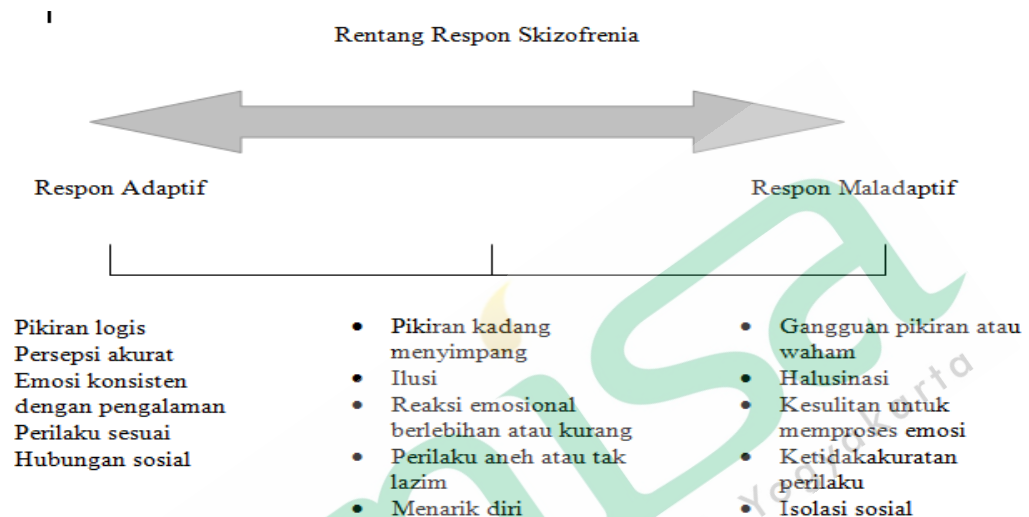 Rentang Respon Skizofrenia
Respon Adaptif
Respon Maladaptif
Pikiran logis
Persepsi akurat
Emosi konsisten
dengan pengalaman
Perilaku sesuai
Hubungan sosial
• Pikiran kadang
menyimpang
• Ilusi
• Reaksi emosional
berlebihan atau kurang
• Perilaku aneh atau tak
lazim
• Menarik diri
• Gangguan pikiran atau
waham
• Halusinasi
• Kesulitan untuk
memproses emosi
• Ketidakakuratan
perilaku
• Isolasi sosial
nisa
Yogyakarta